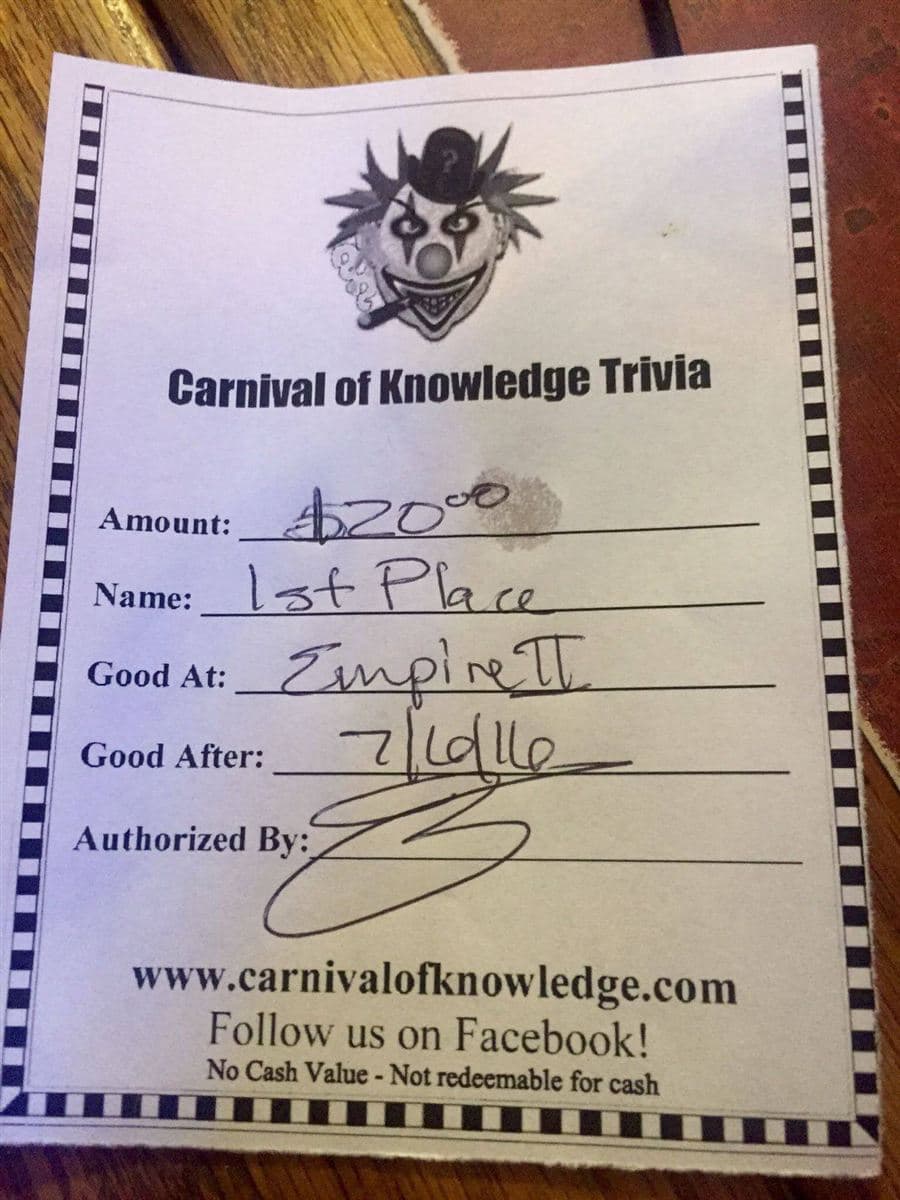 ?
Carnival of Knowledge Trivia
Amount: $20⁰⁰
Name: 1st Place
Good At: Empire II
Good After: 7/6/16
Authorized By:
www.carnivalofknowledge.com
Follow us on Facebook!
No Cash Value - Not redeemable for cash